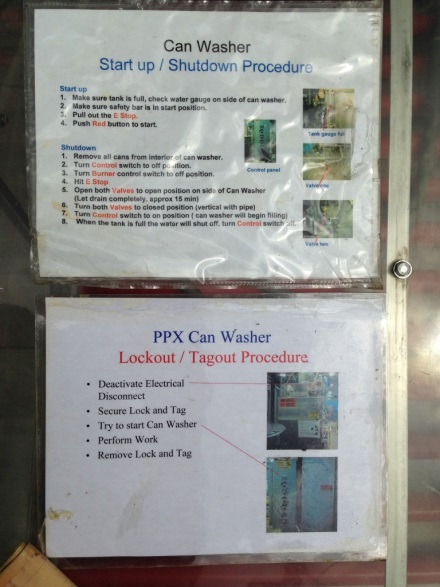 Can Washer
Start up / Shutdown Procedure
Start up
1. Make sure tank is full, check water gauge on side of can washer.
2. Make sure safety bar is in start position.
3. Pull out the E Stop.
4. Push Red button to start.
Tank gauge full
Shutdown
1. Remove all cans from interior of can washer.
2. Turn Control switch to off position.
3. Turn Burner control switch to off position.
4. Hit E Stop
5. Open both Valves to open position on side of Can Washer
(Let drain completely, approx 15 min)
6. Turn both Valves to closed position (vertical with pipe)
7. Turn Control switch to on position ( can washer will begin filling)
8. When the tank is full the water will shut off, turn Control switch off.
Control panel
Valve one
Valve two
PPX Can Washer
Lockout / Tagout Procedure
• Deactivate Electrical
Disconnect
• Secure Lock and Tag
• Try to start Can Washer
• Perform Work
• Remove Lock and Tag